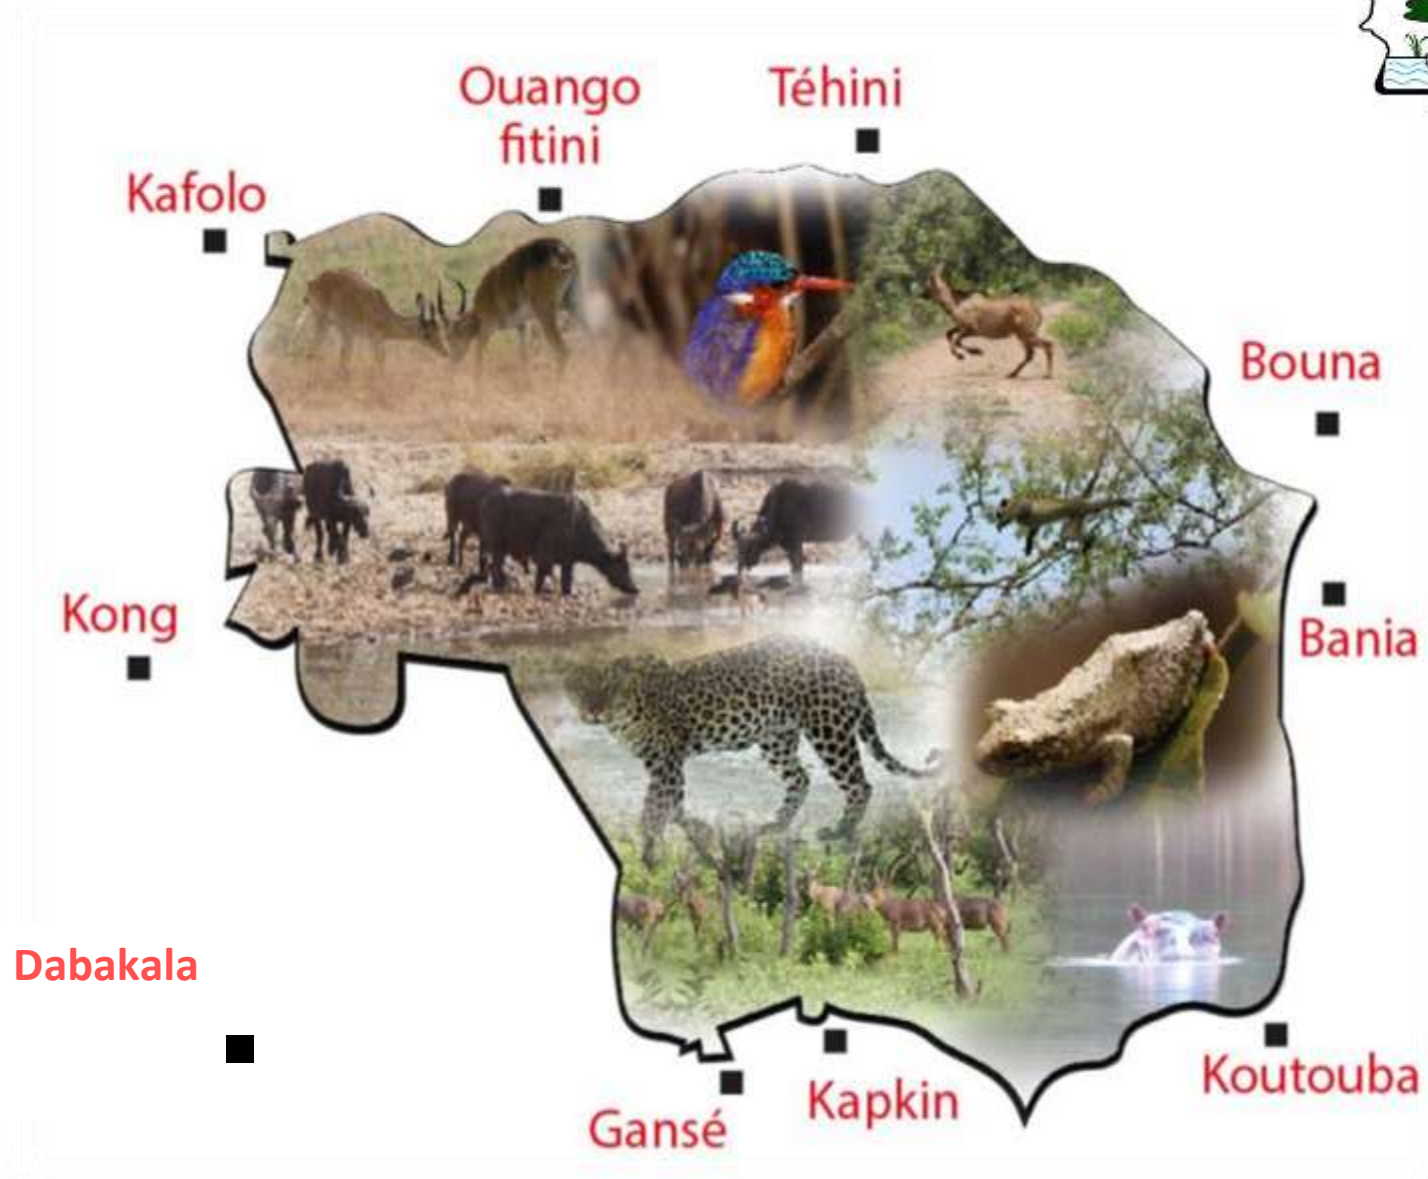 Ouango
fitini
Téhini
Kafolo
Bouna
Kong
Bania
Dabakala
Koutouba
Kapkin
Gansé